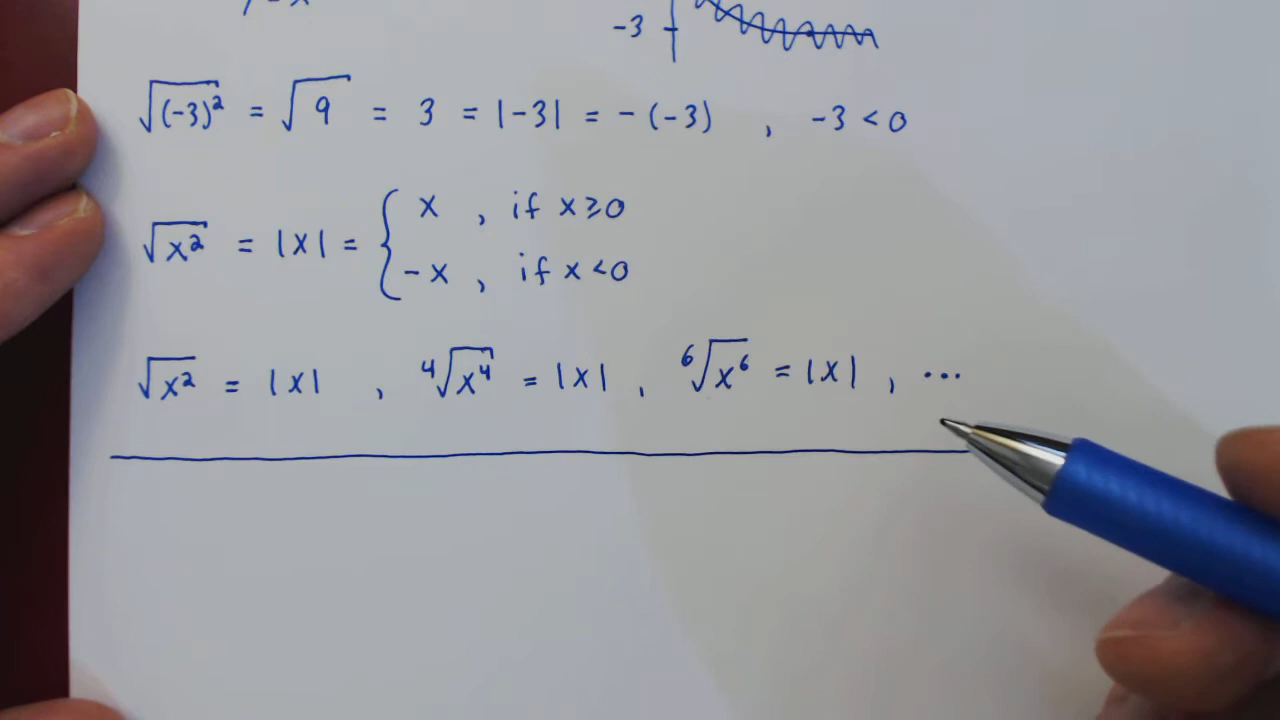 -3
√(-3)² = √9 = 3 = |-3| = -(-3) , -3 < 0
√x² = |x| = { x , if x ≥ 0
-x , if x < 0
√x² = |x| , ⁴√x⁴ = |x| , ⁶√x⁶ = |x| , ...